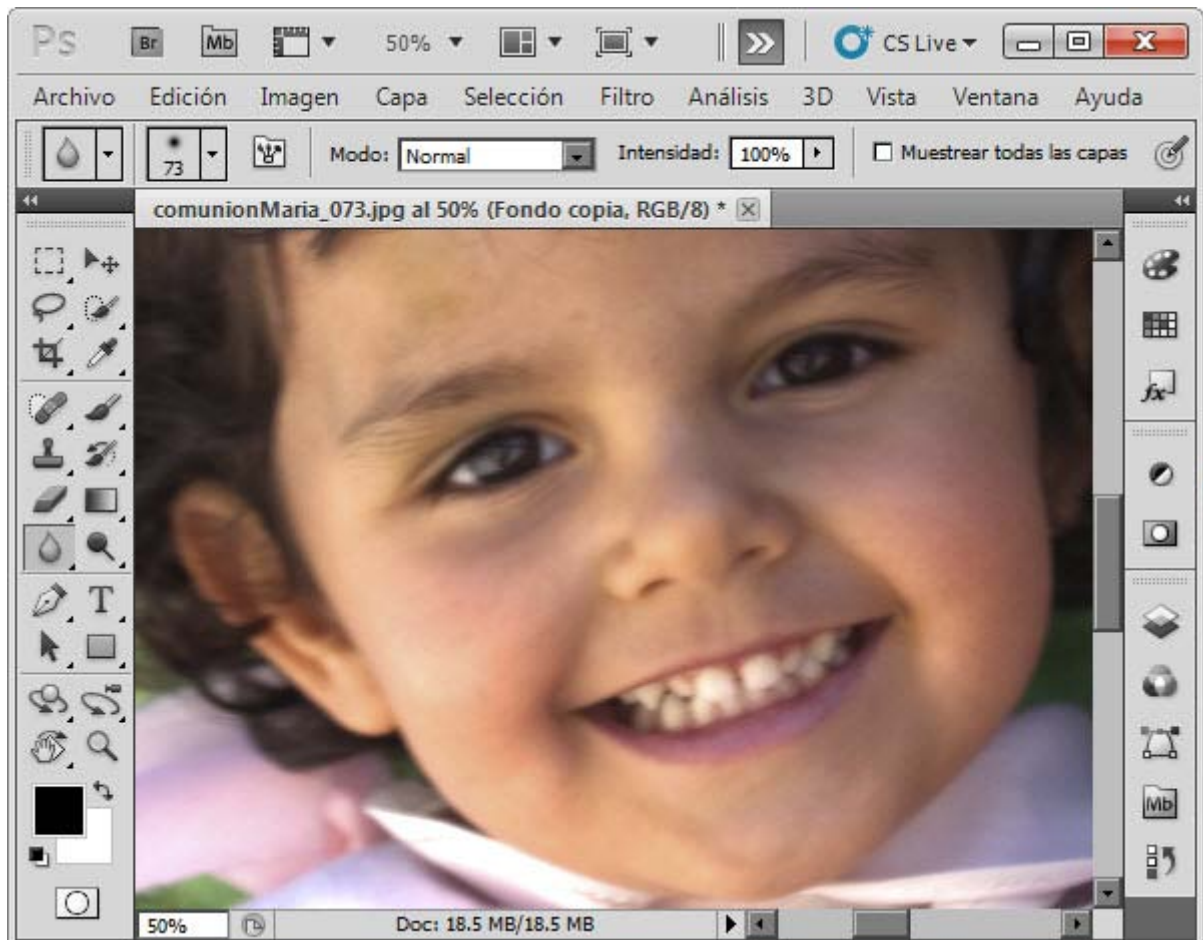 Ps Br Mb 50% CS Live
Archivo Edición Imagen Capa Selección Filtro Análisis 3D Vista Ventana Ayuda
73 Modo: Normal Intensidad: 100% Muestrear todas las capas
comunionMaria_073.jpg al 50% (Fondo copia, RGB/8) *
fx
T
Mb
50% Doc: 18.5 MB/18.5 MB